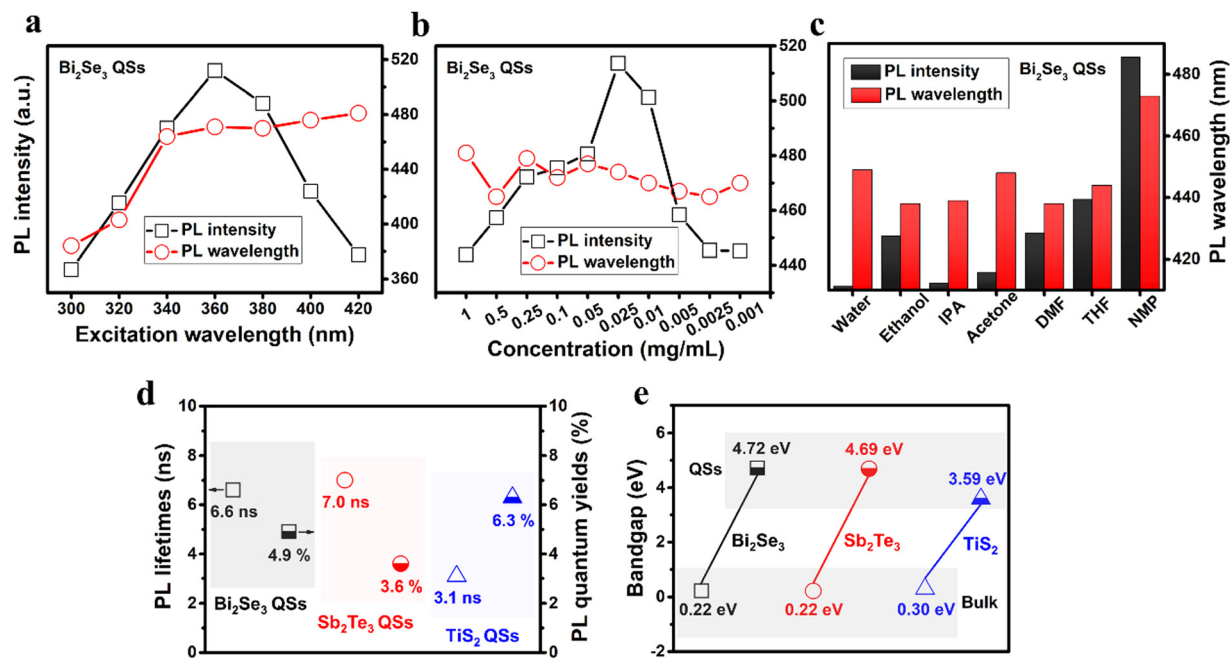 a
Bi₂Se₃ QSs
PL intensity (a.u.)
PL intensity
PL wavelength
520
480
440
400
360
300 320 340 360 380 400 420
Excitation wavelength (nm)
b
Bi₂Se₃ QSs
PL intensity
PL wavelength
520
500
480
460
440
1 0.5 0.25 0.1 0.05 0.025 0.01 0.005 0.0025 0.001
Concentration (mg/mL)
c
PL intensity
PL wavelength
Bi₂Se₃ QSs
480
460
440
420
PL wavelength (nm)
Water Ethanol IPA Acetone DMF THF NMP
d
PL lifetimes (ns)
10
8
6
4
2
0
6.6 ns
4.9 %
Bi₂Se₃ QSs
7.0 ns
3.6 %
Sb₂Te₃ QSs
6.3 %
3.1 ns
TiS₂ QSs
10
8
6
4
2
0
PL quantum yields (%)
e
Bandgap (eV)
6
4
2
0
-2
QSs
4.72 eV
4.69 eV
3.59 eV
Bi₂Se₃
Sb₂Te₃
TiS₂
0.22 eV
0.22 eV
0.30 eV
Bulk